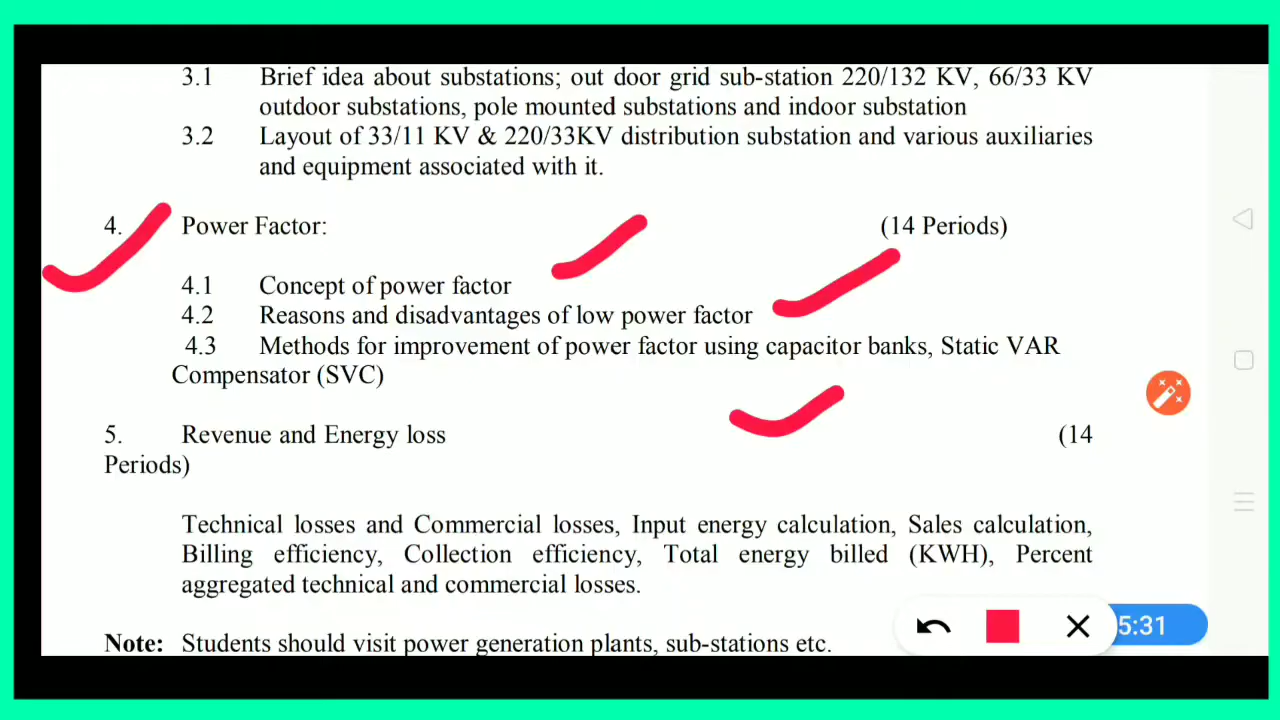 3.1 Brief idea about substations; out door grid sub-station 220/132 KV, 66/33 KV
outdoor substations, pole mounted substations and indoor substation
3.2 Layout of 33/11 KV & 220/33KV distribution substation and various auxiliaries
and equipment associated with it.
4. Power Factor: (14 Periods)
4.1 Concept of power factor
4.2 Reasons and disadvantages of low power factor
4.3 Methods for improvement of power factor using capacitor banks, Static VAR
Compensator (SVC)
5. Revenue and Energy loss (14
Periods)
Technical losses and Commercial losses, Input energy calculation, Sales calculation,
Billing efficiency, Collection efficiency, Total energy billed (KWH), Percent
aggregated technical and commercial losses.
5:31
Note: Students should visit power generation plants, sub-stations etc.